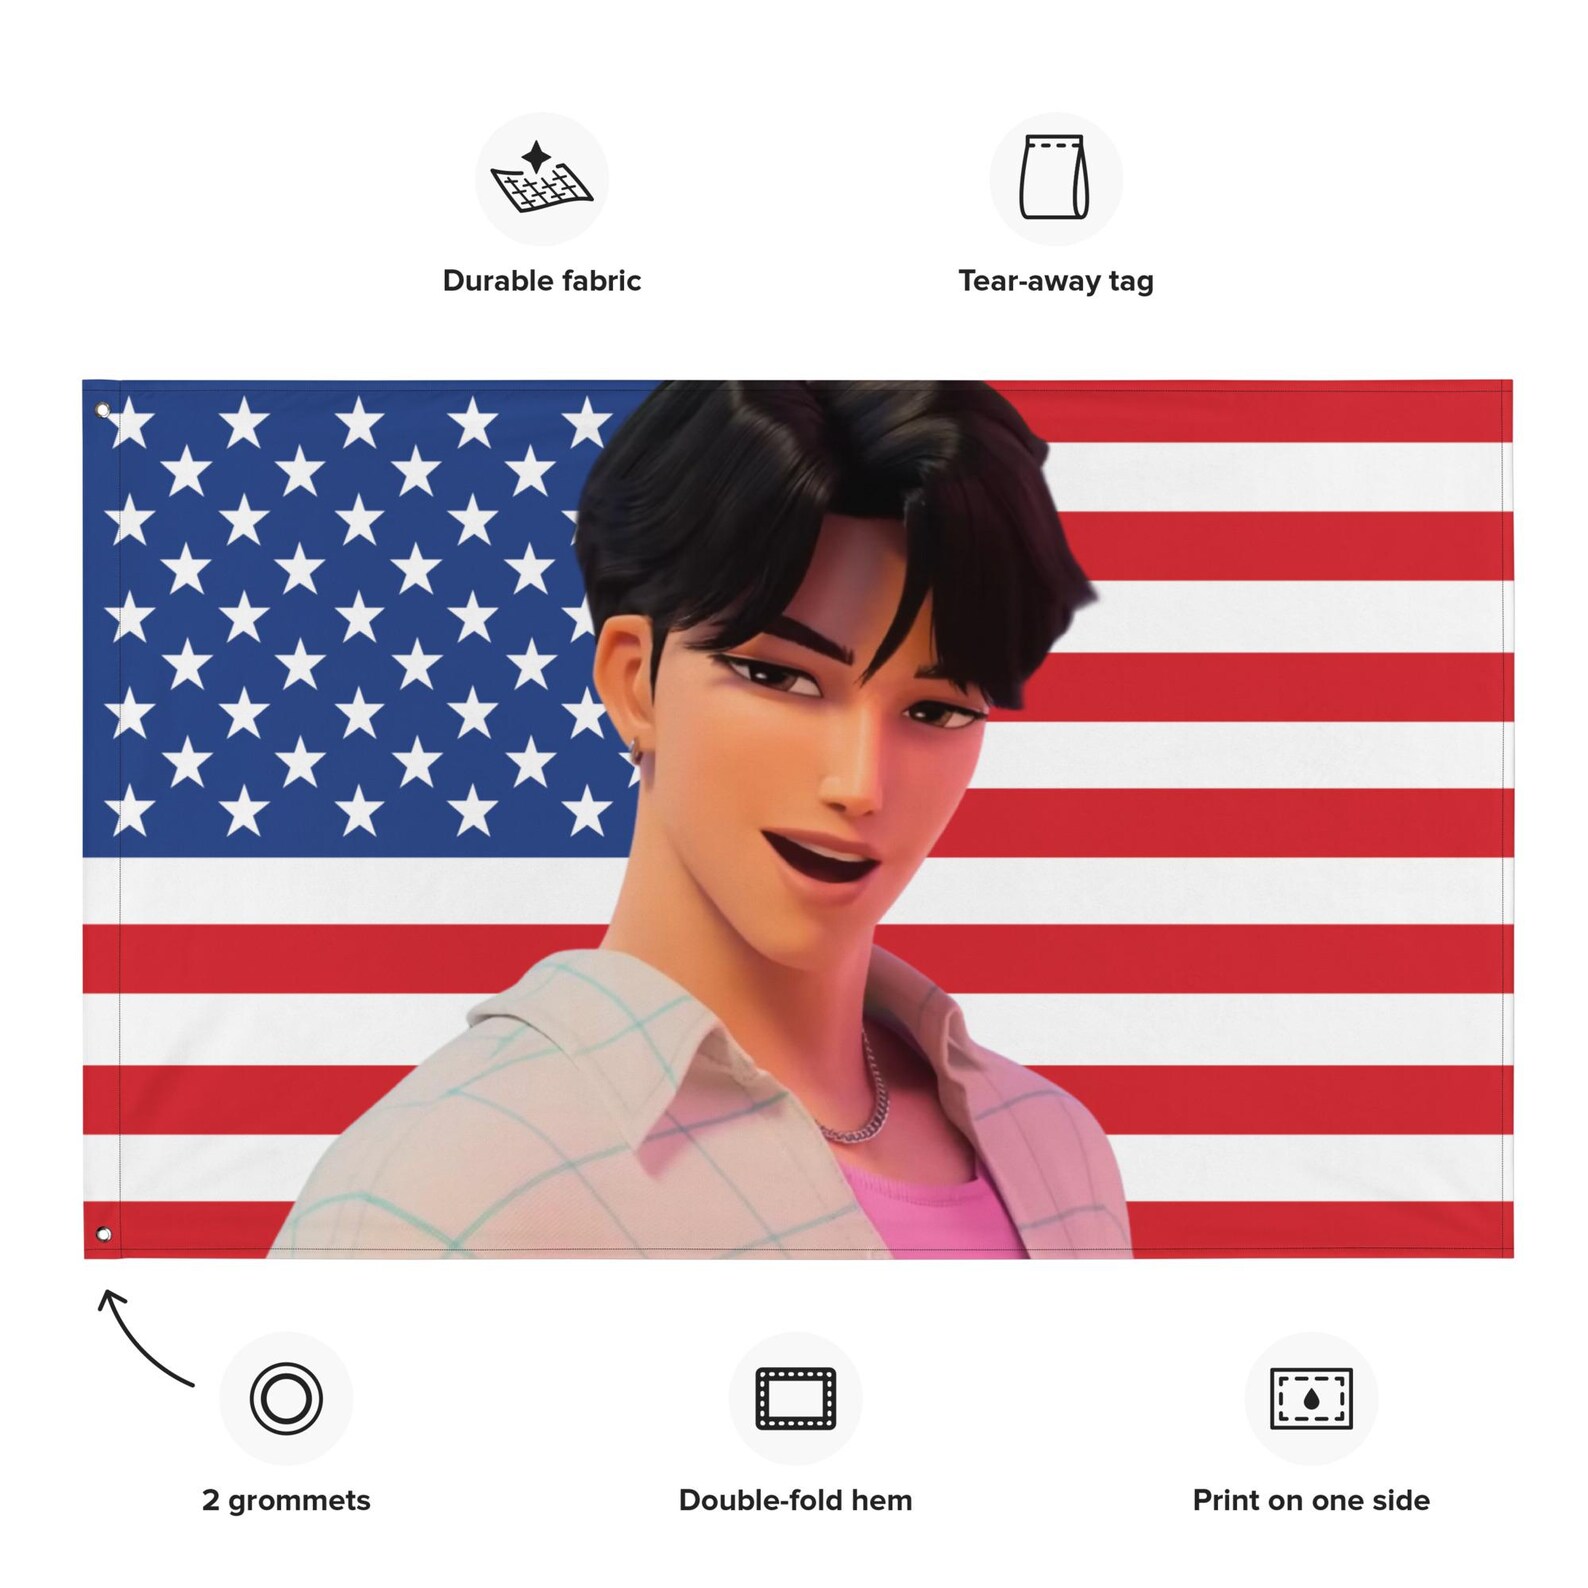 Durable fabric
Tear-away tag
2 grommets
Double-fold hem
Print on one side